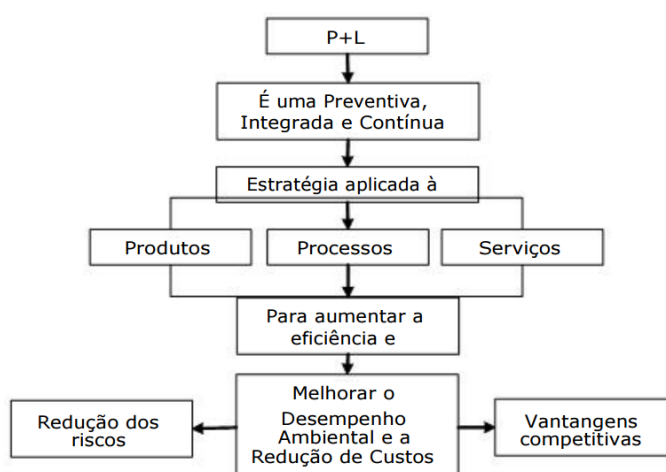 P+L
É uma Preventiva,
Integrada e Contínua
Estratégia aplicada à
Produtos
Processos
Serviços
Para aumentar a
eficiência e
Melhorar o
Desempenho
Ambiental e a
Redução de Custos
Redução dos
riscos
Vantangens
competitivas